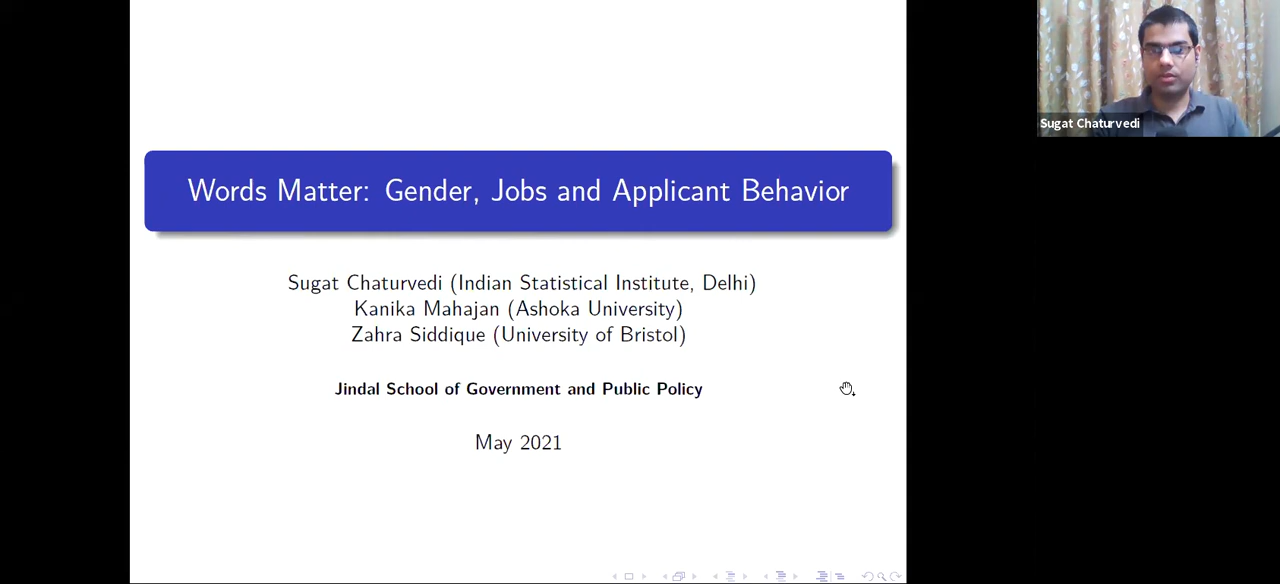 Words Matter: Gender, Jobs and Applicant Behavior
Sugat Chaturvedi (Indian Statistical Institute, Delhi)
Kanika Mahajan (Ashoka University)
Zahra Siddique (University of Bristol)
Jindal School of Government and Public Policy
May 2021
Sugat Chaturvedi